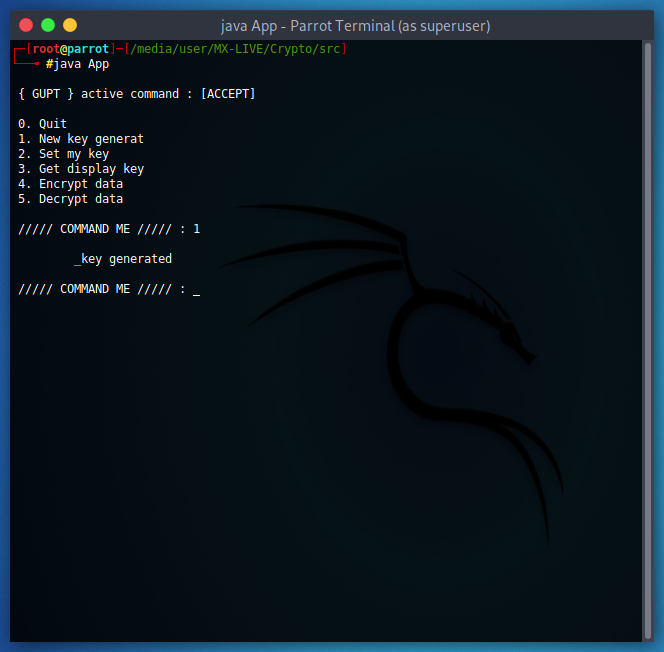 java App - Parrot Terminal (as superuser)
┌─[root@parrot]─[/media/user/MX-LIVE/Crypto/src]
└──╼ #java App
{ GUPT } active command : [ACCEPT]
0. Quit
1. New key generat
2. Set my key
3. Get display key
4. Encrypt data
5. Decrypt data
///// COMMAND ME ///// : 1
_key generated
///// COMMAND ME ///// : _